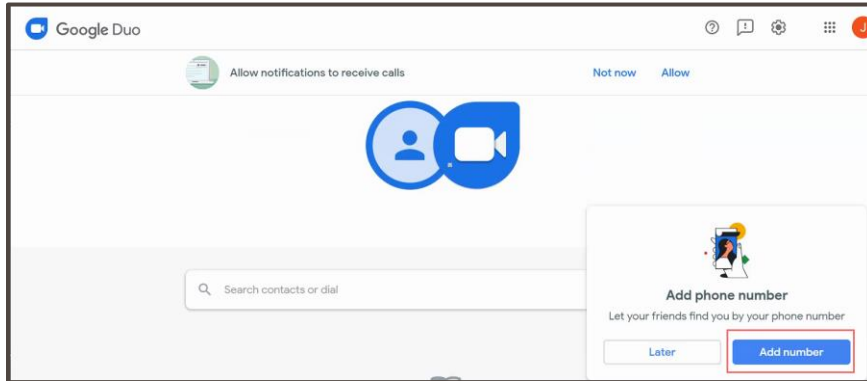 Google Duo
J
Allow notifications to receive calls Not now Allow
Search contacts or dial
Add phone number
Let your friends find you by your phone number
Later Add number